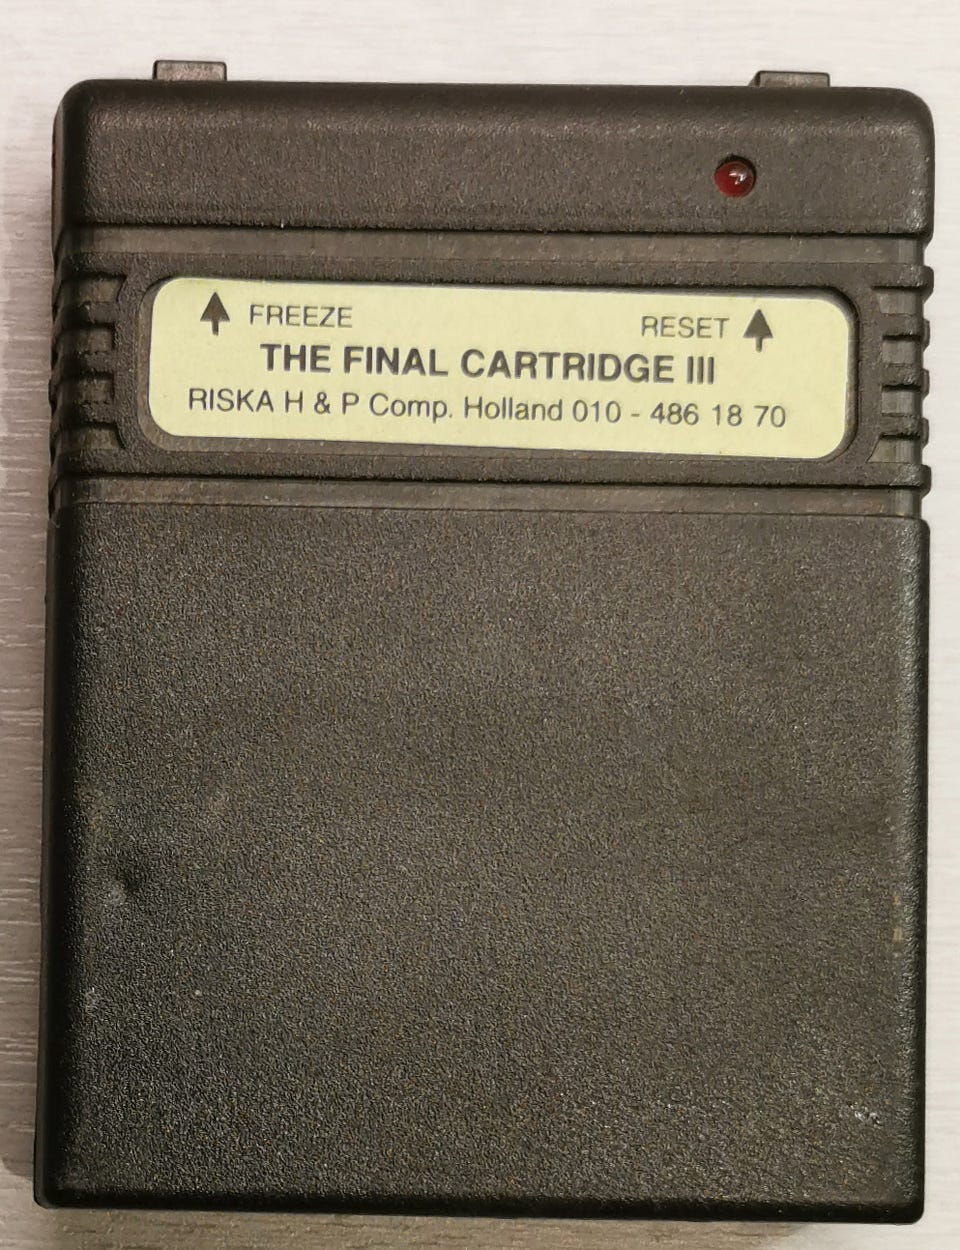 FREEZE RESET
THE FINAL CARTRIDGE III
RISKA H & P Comp. Holland 010 - 486 18 70